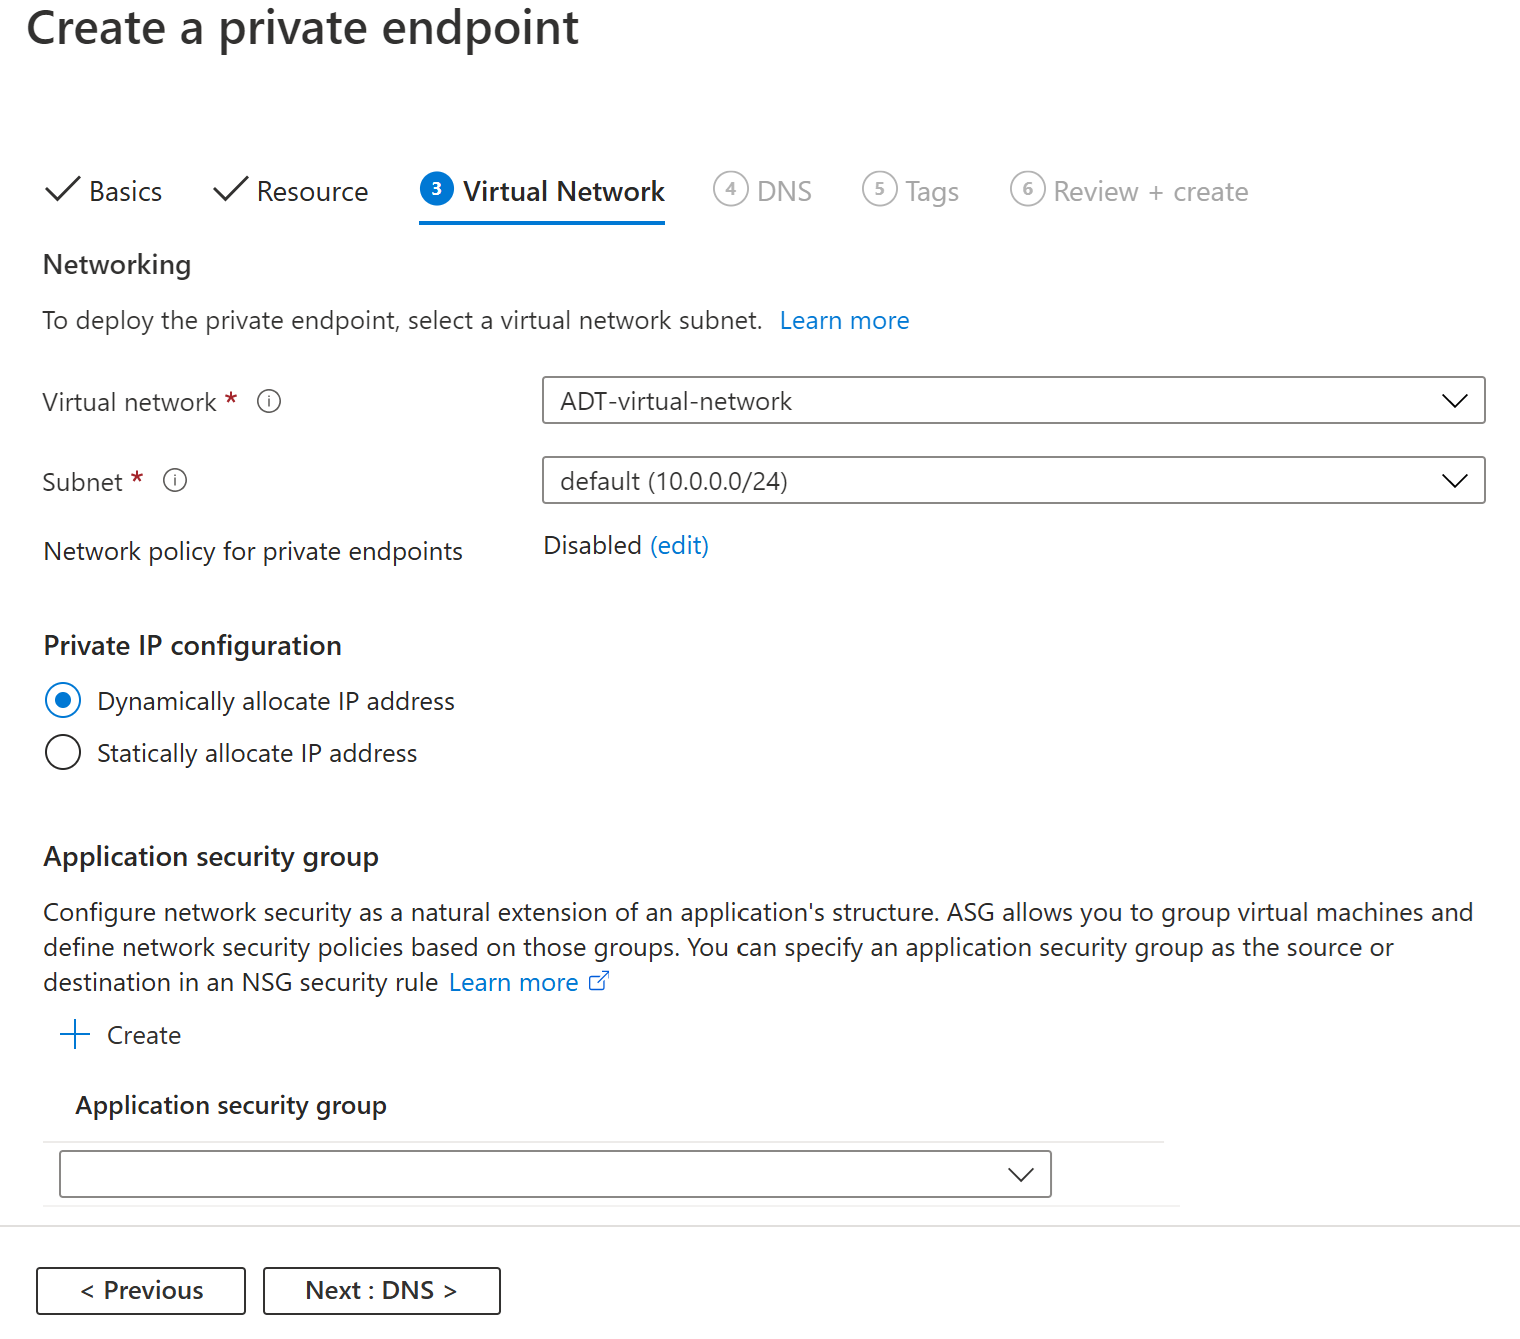 Create a private endpoint
Basics Resource 3 Virtual Network 4 DNS 5 Tags 6 Review + create
Networking
To deploy the private endpoint, select a virtual network subnet. Learn more
Virtual network * ADT-virtual-network
Subnet * default (10.0.0.0/24)
Network policy for private endpoints Disabled (edit)
Private IP configuration
Dynamically allocate IP address
Statically allocate IP address
Application security group
Configure network security as a natural extension of an application's structure. ASG allows you to group virtual machines and
define network security policies based on those groups. You can specify an application security group as the source or
destination in an NSG security rule Learn more
Create
Application security group
< Previous Next : DNS >